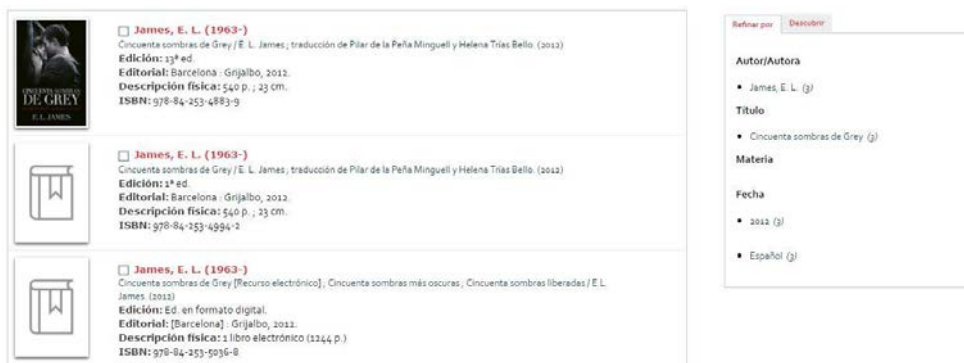 CINCUENTA SOMBRAS
DE GREY
E L JAMES
James, E. L. (1963-)
Cincuenta sombras de Grey / E. L. James ; traducción de Pilar de la Peña Minguell y Helena Trías Bello. (2012)
Edición: 13ª ed.
Editorial: Barcelona : Grijalbo, 2012.
Descripción física: 540 p. ; 23 cm.
ISBN: 978-84-253-4883-9
James, E. L. (1963-)
Cincuenta sombras de Grey / E. L. James ; traducción de Pilar de la Peña Minguell y Helena Trías Bello. (2012)
Edición: 1ª ed.
Editorial: Barcelona : Grijalbo, 2012.
Descripción física: 540 p. ; 23 cm.
ISBN: 978-84-253-4994-2
James, E. L. (1963-)
Cincuenta sombras de Grey [Recurso electrónico] ; Cincuenta sombras más oscuras ; Cincuenta sombras liberadas / E L
James. (2012)
Edición: Ed. en formato digital.
Editorial: [Barcelona] : Grijalbo, 2012.
Descripción física: 1 libro electrónico (1244 p.)
ISBN: 978-84-253-5036-8
Refinar por Descubrir
Autor/Autora
James, E. L. (3)
Título
Cincuenta sombras de Grey (3)
Materia
Fecha
2012 (3)
Español (3)